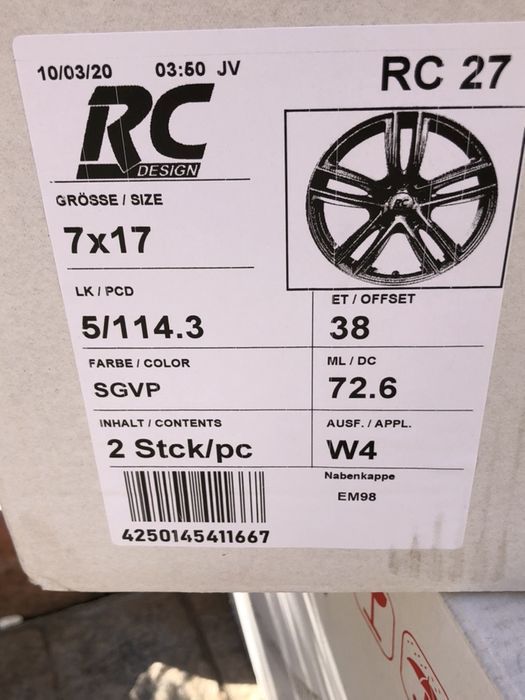 10/03/20 03:50 JV
RC 27
RC
DESIGN
GRÖSSE / SIZE
7x17
LK / PCD
5/114.3
ET / OFFSET
38
FARBE / COLOR
SGVP
ML / DC
72.6
INHALT / CONTENTS
2 Stck/pc
AUSF. / APPL.
W4
Nabenkappe
EM98
4250145411667